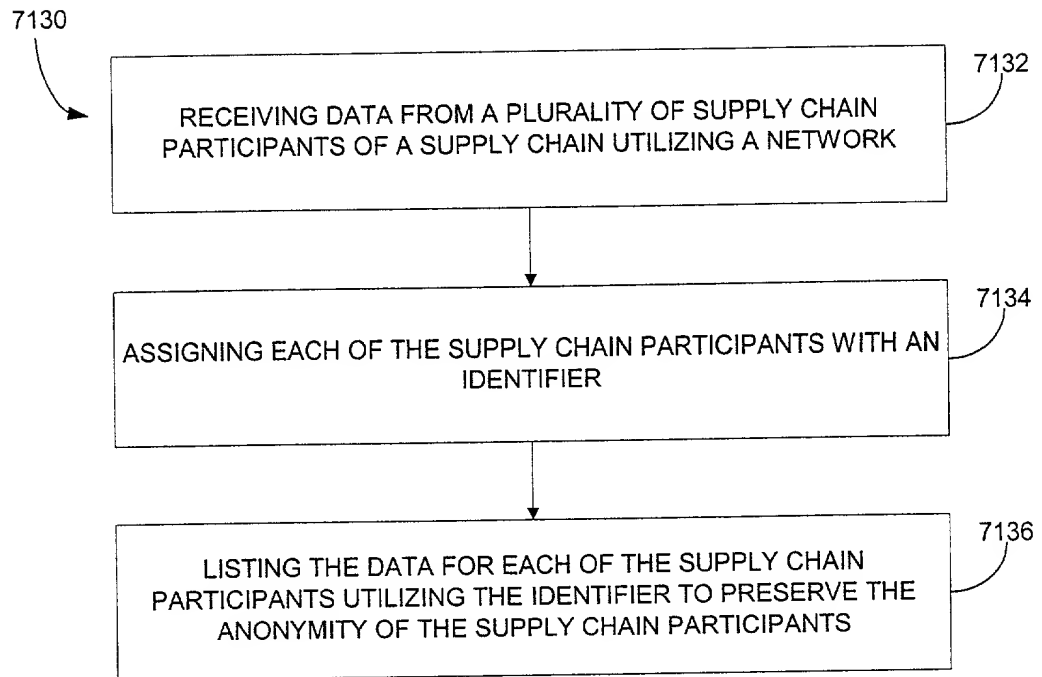 7130
7132
RECEIVING DATA FROM A PLURALITY OF SUPPLY CHAIN
PARTICIPANTS OF A SUPPLY CHAIN UTILIZING A NETWORK
7134
ASSIGNING EACH OF THE SUPPLY CHAIN PARTICIPANTS WITH AN
IDENTIFIER
7136
LISTING THE DATA FOR EACH OF THE SUPPLY CHAIN
PARTICIPANTS UTILIZING THE IDENTIFIER TO PRESERVE THE
ANONYMITY OF THE SUPPLY CHAIN PARTICIPANTS